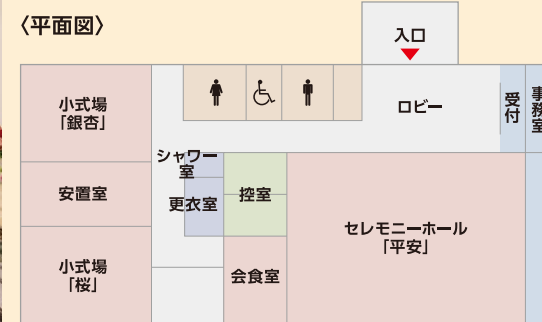 〈平面図〉
入口
小式場
「銀杏」
ロビー
受付
事務室
シャワー
室
安置室
更衣室
控室
セレモニーホール
「平安」
小式場
「桜」
会食室